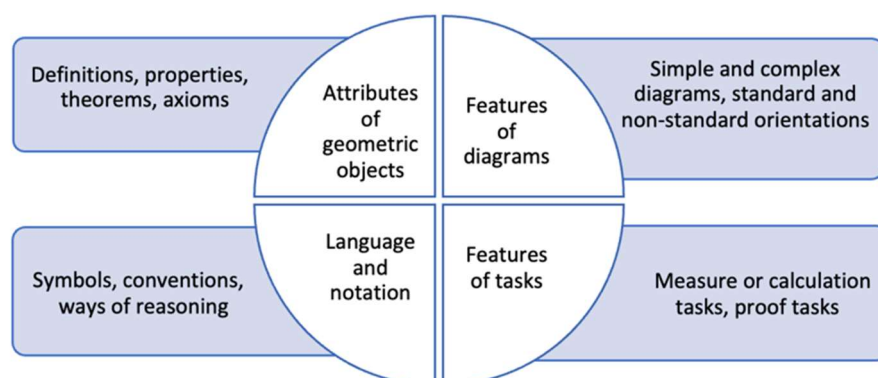 Definitions, properties,
theorems, axioms
Attributes
of
geometric
objects
Features
of
diagrams
Simple and complex
diagrams, standard and
non-standard orientations
Symbols, conventions,
ways of reasoning
Language
and
notation
Features
of tasks
Measure or calculation
tasks, proof tasks